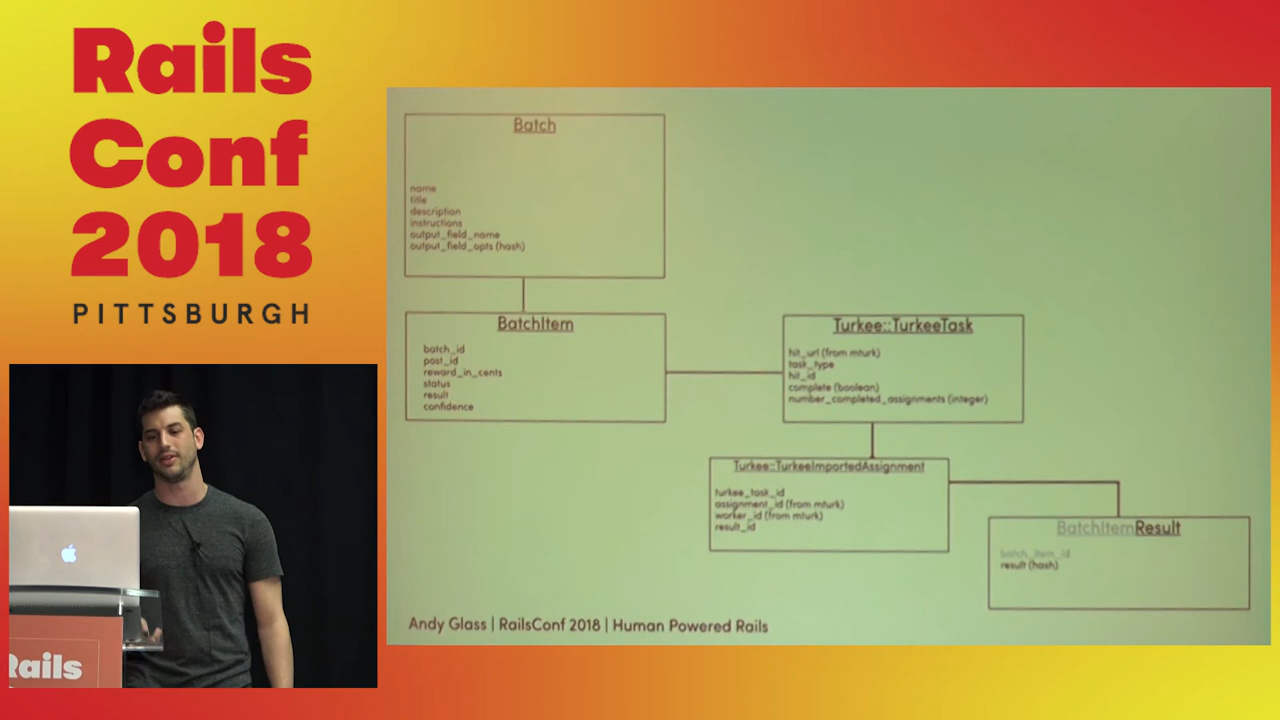 Rails
Conf
2018
PITTSBURGH
Batch
name
title
description
instructions
output_field_name
output_field_opts (hash)
BatchItem
batch_id
post_id
reward_in_cents
status
result
confidence
Turkee::TurkeeTask
hit_url (from mturk)
task_type
hit_id
complete (boolean)
number_completed_assignments (integer)
Turkee::TurkeeImportedAssignment
turkee_task_id
assignment_id (from mturk)
worker_id (from mturk)
result_id
BatchItemResult
batch_item_id
result (hash)
Andy Glass | RailsConf 2018 | Human Powered Rails
Rails